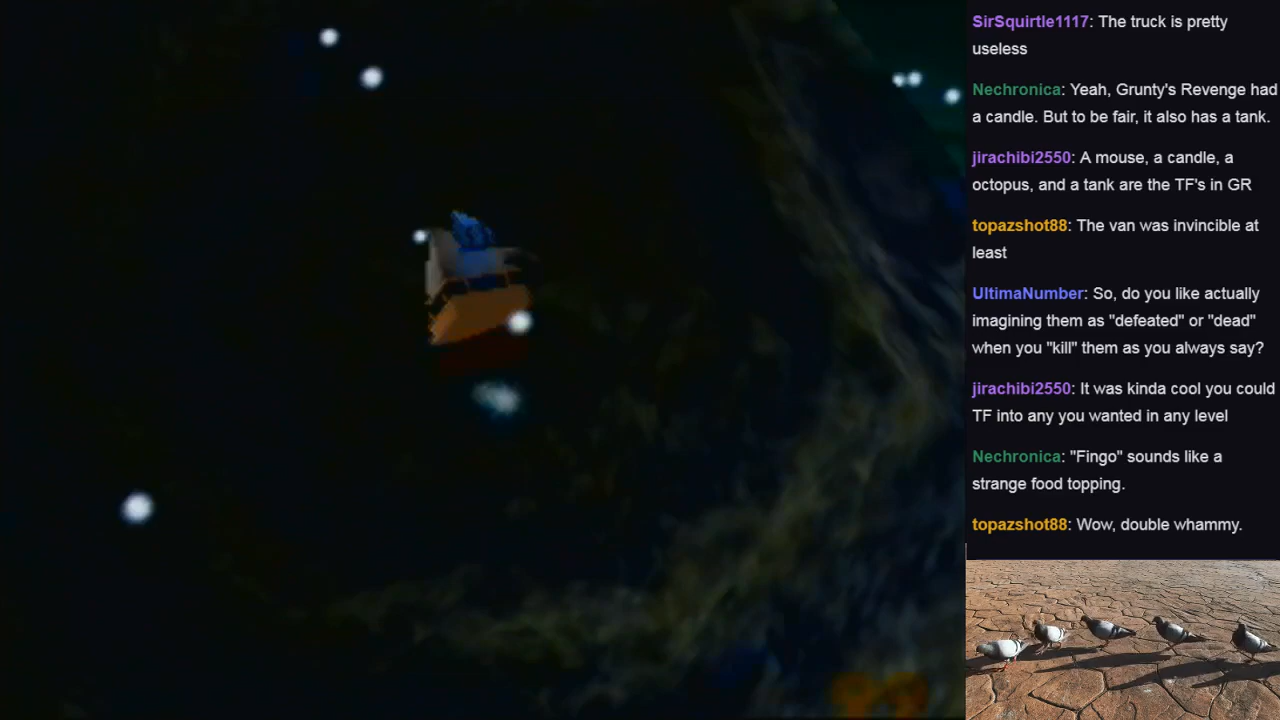 SirSquirtle1117: The truck is pretty
useless
Nechronica: Yeah, Grunty's Revenge had
a candle. But to be fair, it also has a tank.
jirachibi2550: A mouse, a candle, a
octopus, and a tank are the TF's in GR
topazshot88: The van was invincible at
least
UltimaNumber: So, do you like actually
imagining them as "defeated" or "dead"
when you "kill" them as you always say?
jirachibi2550: It was kinda cool you could
TF into any you wanted in any level
Nechronica: "Fingo" sounds like a
strange food topping.
topazshot88: Wow, double whammy.